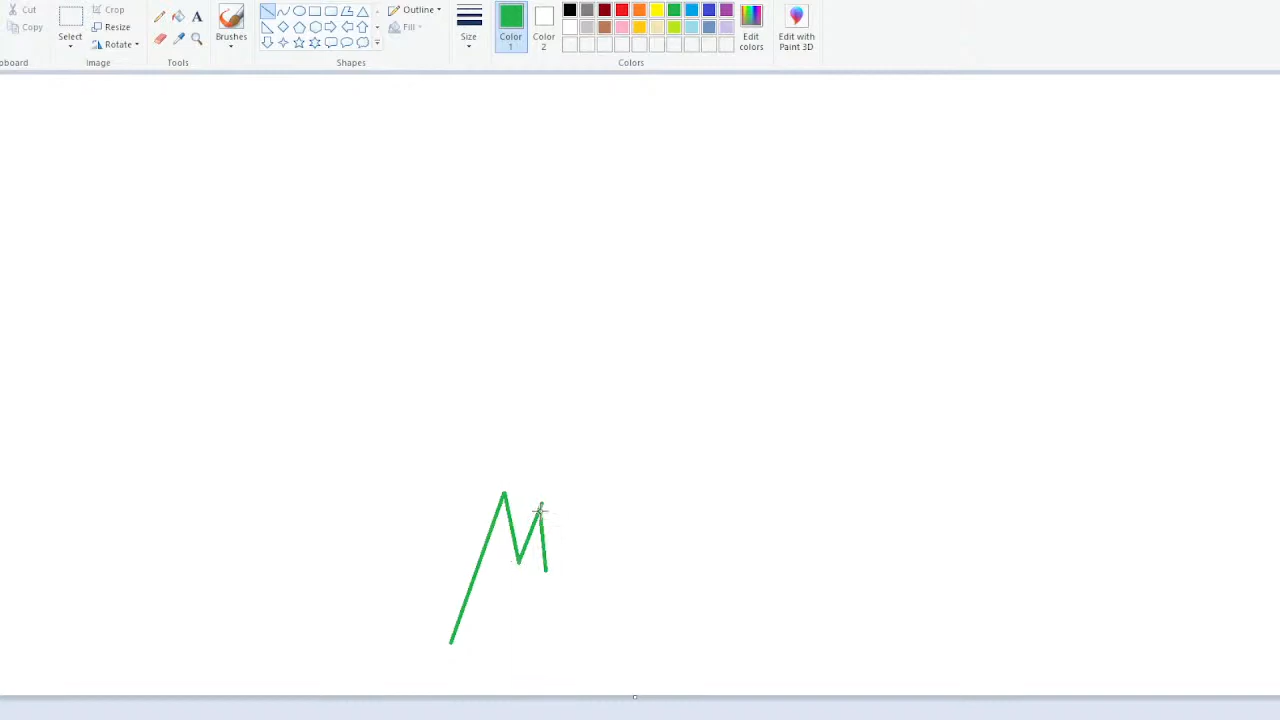 Cut
Crop
Outline
Copy
Select
Resize
Fill
Rotate
Brushes
Size
Color
1
Color
2
Edit
colors
Edit with
Paint 3D
pboard
Image
Tools
Shapes
Colors